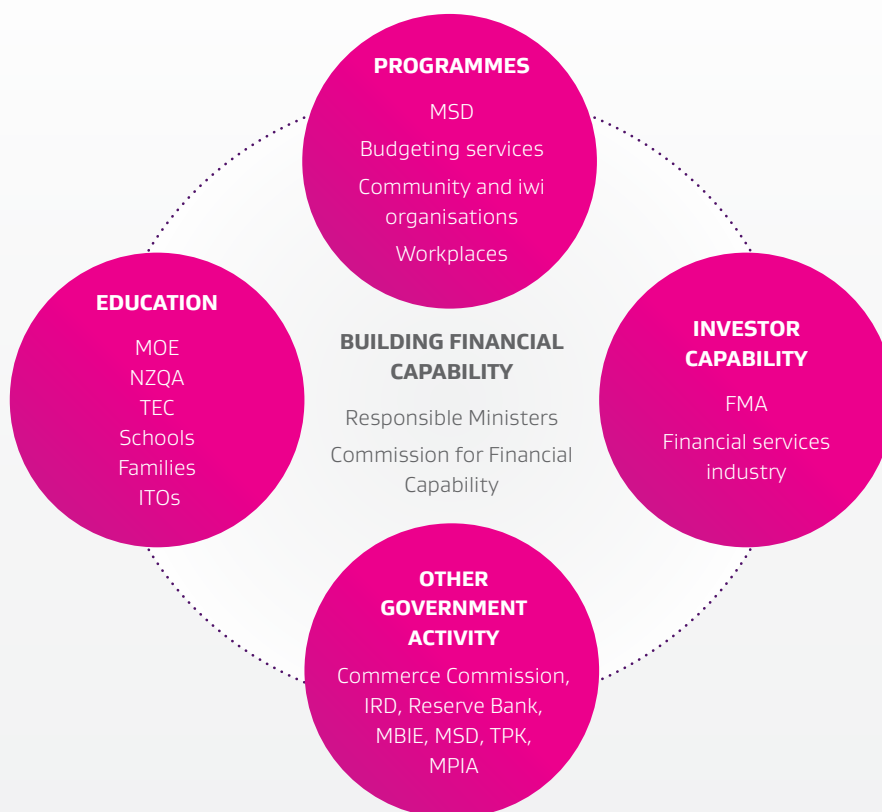 PROGRAMMES
MSD
Budgeting services
Community and iwi
organisations
Workplaces
EDUCATION
MOE
NZQA
TEC
Schools
Families
ITOs
BUILDING FINANCIAL
CAPABILITY
Responsible Ministers
Commission for Financial
Capability
INVESTOR
CAPABILITY
FMA
Financial services
industry
OTHER
GOVERNMENT
ACTIVITY
Commerce Commission,
IRD, Reserve Bank,
MBIE, MSD, TPK,
MPIA